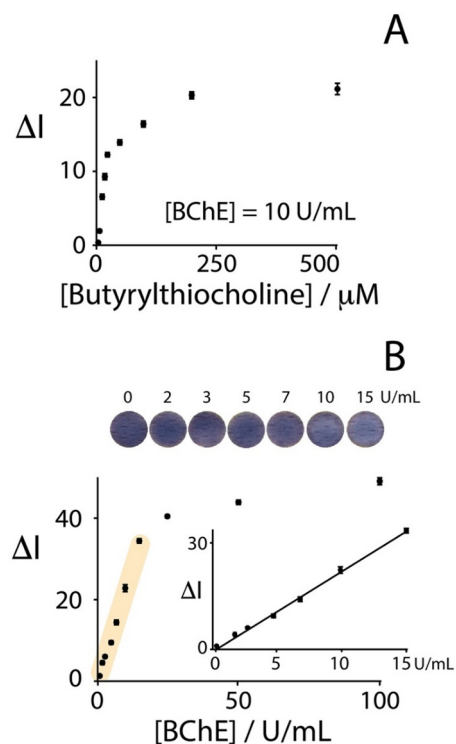 A
20
ΔI
10
[BChE] = 10 U/mL
0
0 250 500
[Butyrylthiocholine] / μM
B
0 2 3 5 7 10 15 U/mL
40
ΔI
30
20
ΔI
0
0 5 10 15 U/mL
0
0 50 100
[BChE] / U/mL